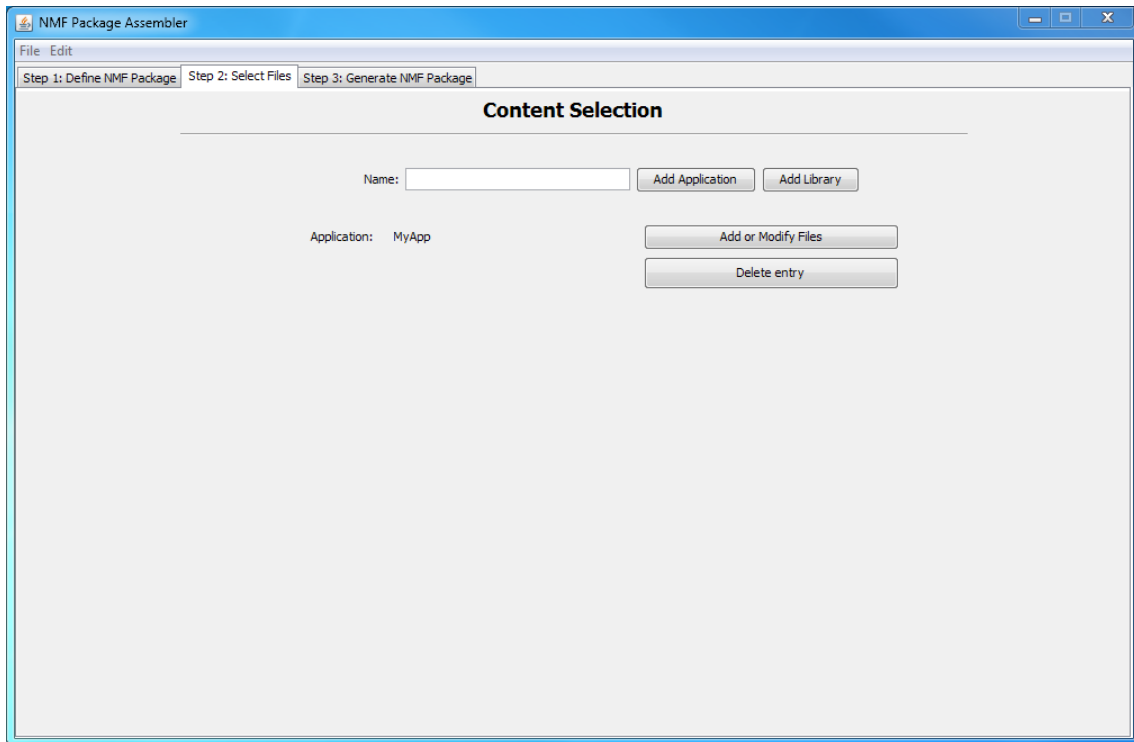 NMF Package Assembler
File Edit
Step 1: Define NMF Package Step 2: Select Files Step 3: Generate NMF Package
Content Selection
Name: Add Application Add Library
Application: MyApp Add or Modify Files
Delete entry